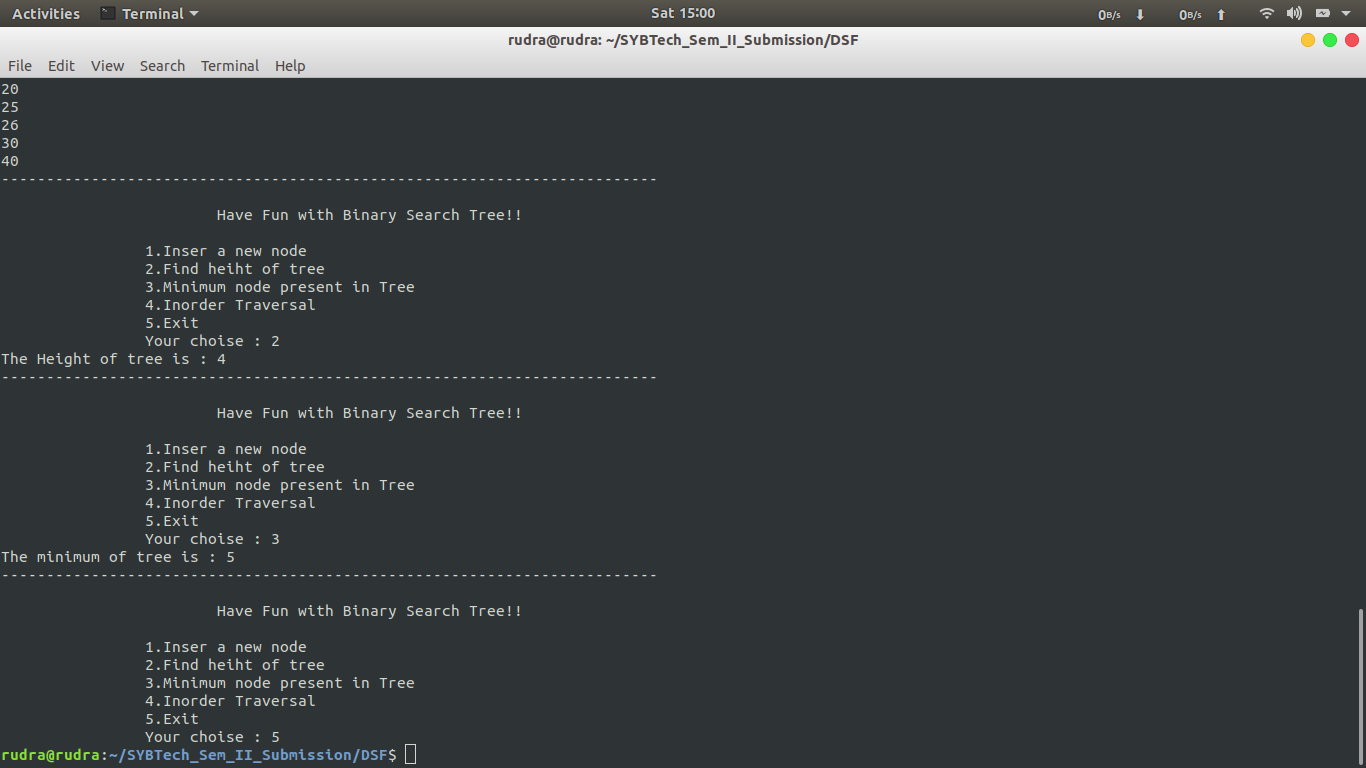 Activities Terminal Sat 15:00 0B/s 0B/s
rudra@rudra: ~/SYBTech_Sem_II_Submission/DSF
File Edit View Search Terminal Help
20
25
26
30
40
-------------------------------------------------------------------------
Have Fun with Binary Search Tree!!
1.Inser a new node
2.Find heiht of tree
3.Minimum node present in Tree
4.Inorder Traversal
5.Exit
Your choise : 2
The Height of tree is : 4
-------------------------------------------------------------------------
Have Fun with Binary Search Tree!!
1.Inser a new node
2.Find heiht of tree
3.Minimum node present in Tree
4.Inorder Traversal
5.Exit
Your choise : 3
The minimum of tree is : 5
-------------------------------------------------------------------------
Have Fun with Binary Search Tree!!
1.Inser a new node
2.Find heiht of tree
3.Minimum node present in Tree
4.Inorder Traversal
5.Exit
Your choise : 5
rudra@rudra:~/SYBTech_Sem_II_Submission/DSF$